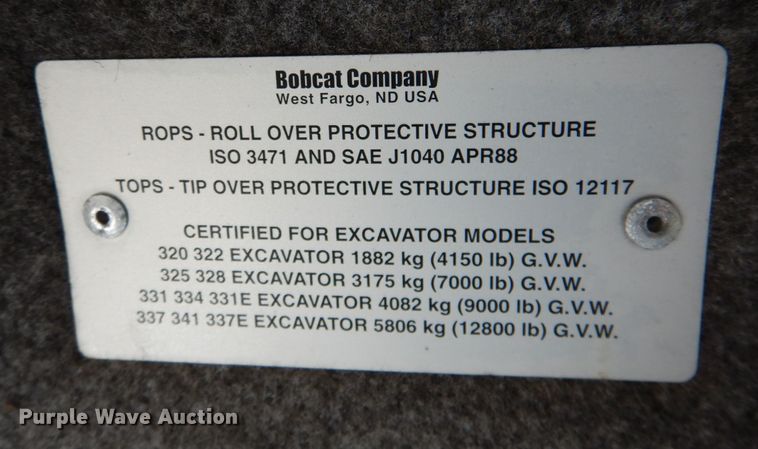 Bobcat Company
West Fargo, ND USA
ROPS - ROLL OVER PROTECTIVE STRUCTURE
ISO 3471 AND SAE J1040 APR88
TOPS - TIP OVER PROTECTIVE STRUCTURE ISO 12117
CERTIFIED FOR EXCAVATOR MODELS
320 322 EXCAVATOR 1882 kg (4150 lb) G.V.W.
325 328 EXCAVATOR 3175 kg (7000 lb) G.V.W.
331 334 331E EXCAVATOR 4082 kg (9000 lb) G.V.W.
337 341 337E EXCAVATOR 5806 kg (12800 lb) G.V.W.
Purple Wave Auction